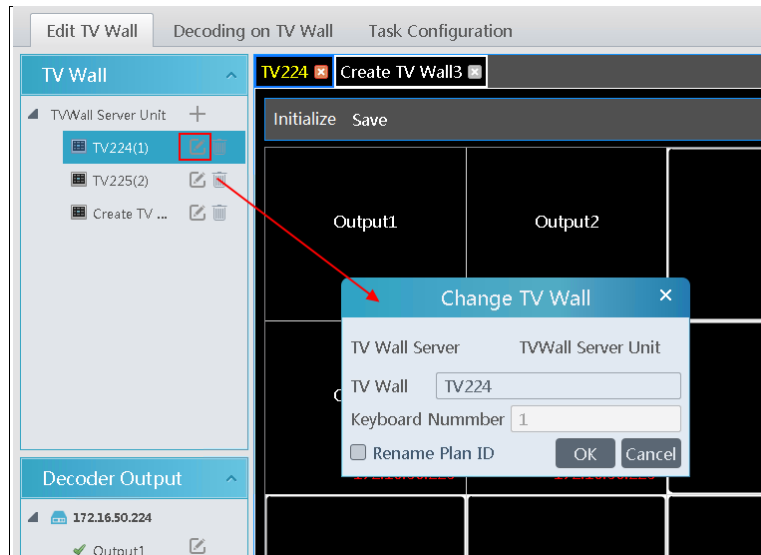 Edit TV Wall Decoding on TV Wall Task Configuration
TV Wall
TV224 Create TV Wall3
TVWall Server Unit
Initialize Save
TV224(1)
TV225(2)
Create TV ...
Output1 Output2
Change TV Wall
TV Wall Server TVWall Server Unit
TV Wall TV224
Keyboard Nummber 1
Rename Plan ID OK Cancel
Decoder Output
172.16.50.224
Output1